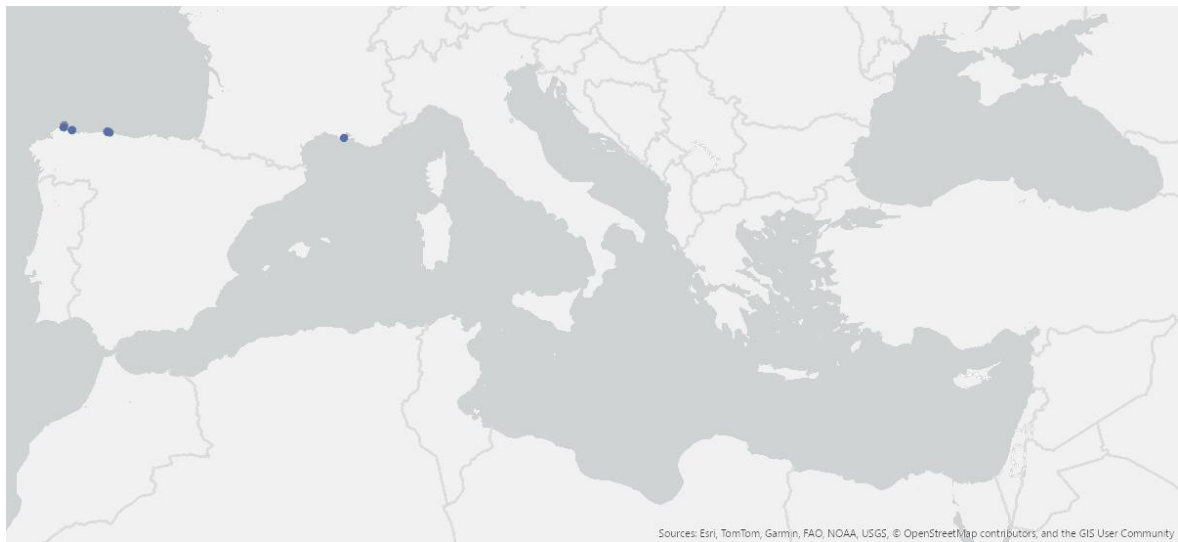 Sources: Esri, TomTom, Garmin, FAO, NOAA, USGS, © OpenStreetMap contributors, and the GIS User Community